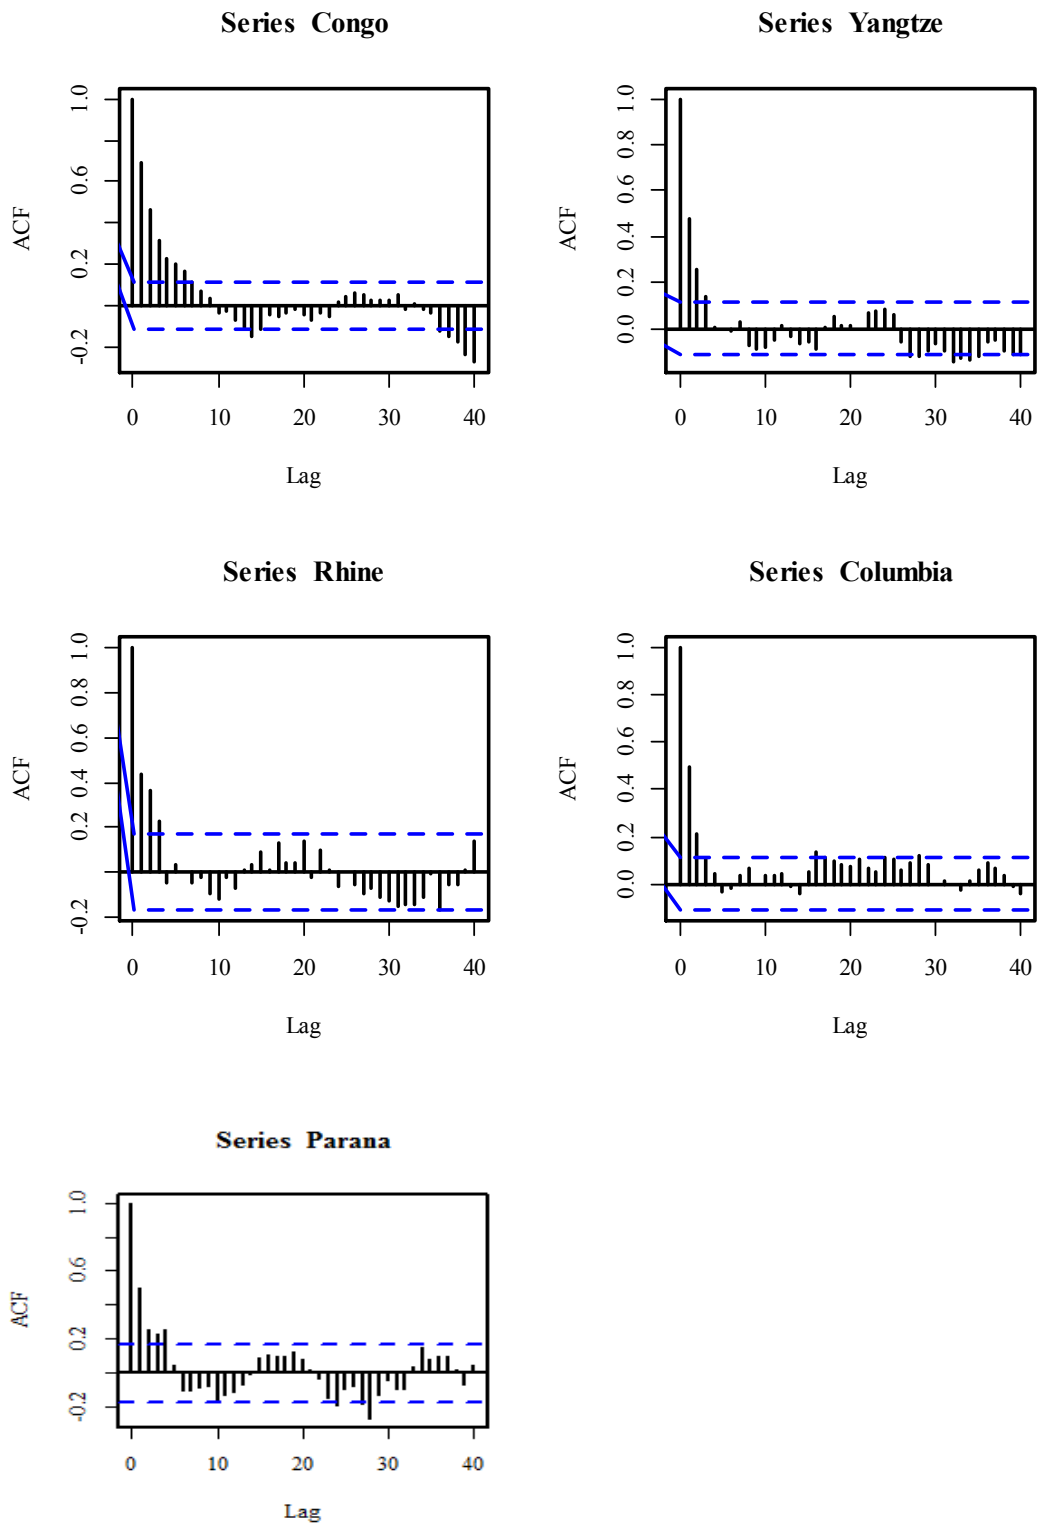 Series Congo
ACF
1.0
0.6
0.2
-0.2
0 10 20 30 40
Lag
Series Yangtze
ACF
1.0
0.8
0.6
0.4
0.2
0.0
0 10 20 30 40
Lag
Series Rhine
ACF
1.0
0.8
0.6
0.4
0.2
-0.2
0 10 20 30 40
Lag
Series Columbia
ACF
1.0
0.8
0.6
0.4
0.2
0.0
0 10 20 30 40
Lag
Series Parana
ACF
1.0
0.6
0.2
-0.2
0 10 20 30 40
Lag